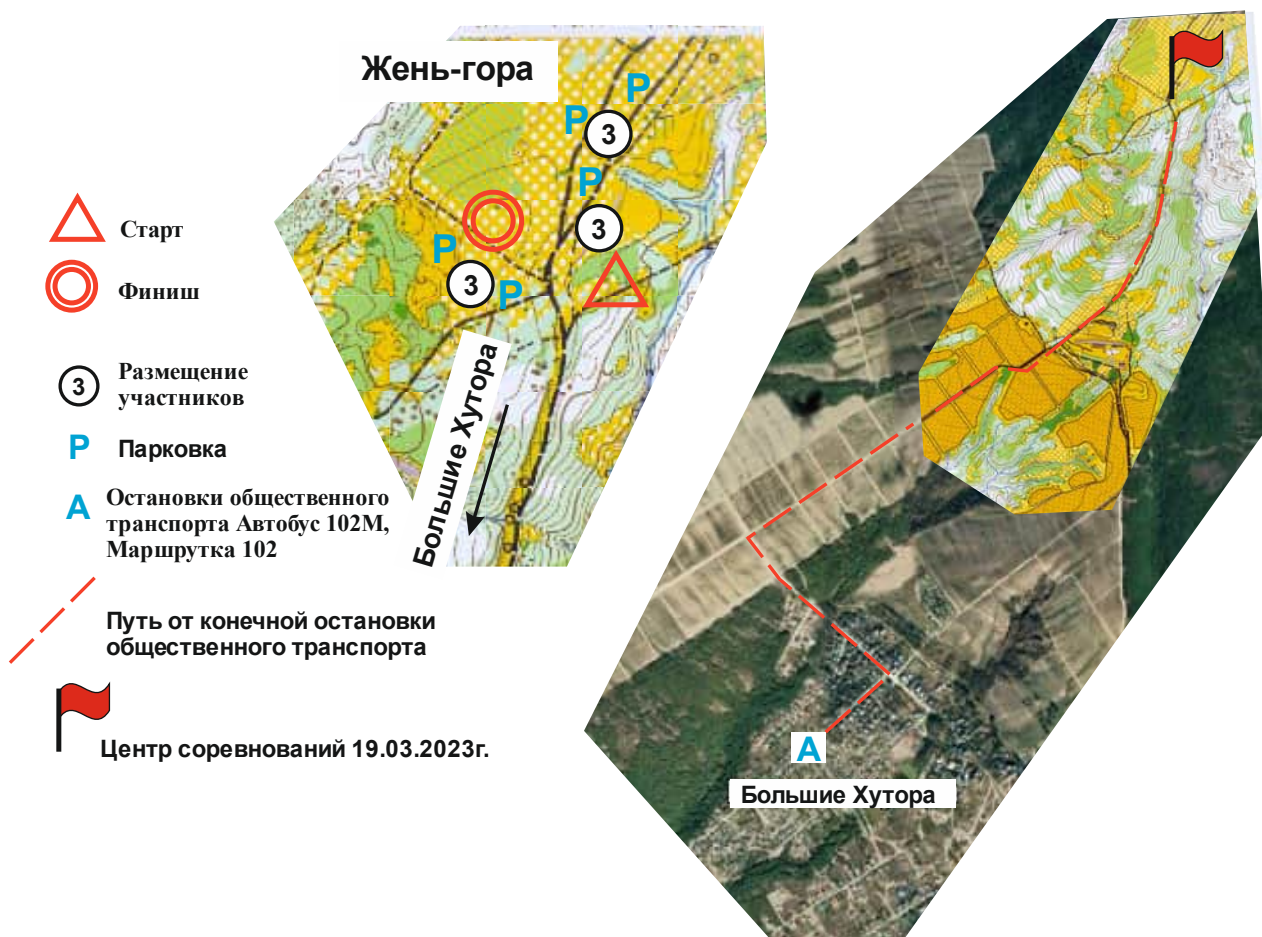 Жень-гора
P
P
3
P
3
P
3
P
Большие Хутора
Старт
Финиш
3
Размещение
участников
P
Парковка
A
Остановки общественного
транспорта Автобус 102М,
Маршрутка 102
Путь от конечной остановки
общественного транспорта
Центр соревнований 19.03.2023г.
A
Большие Хутора